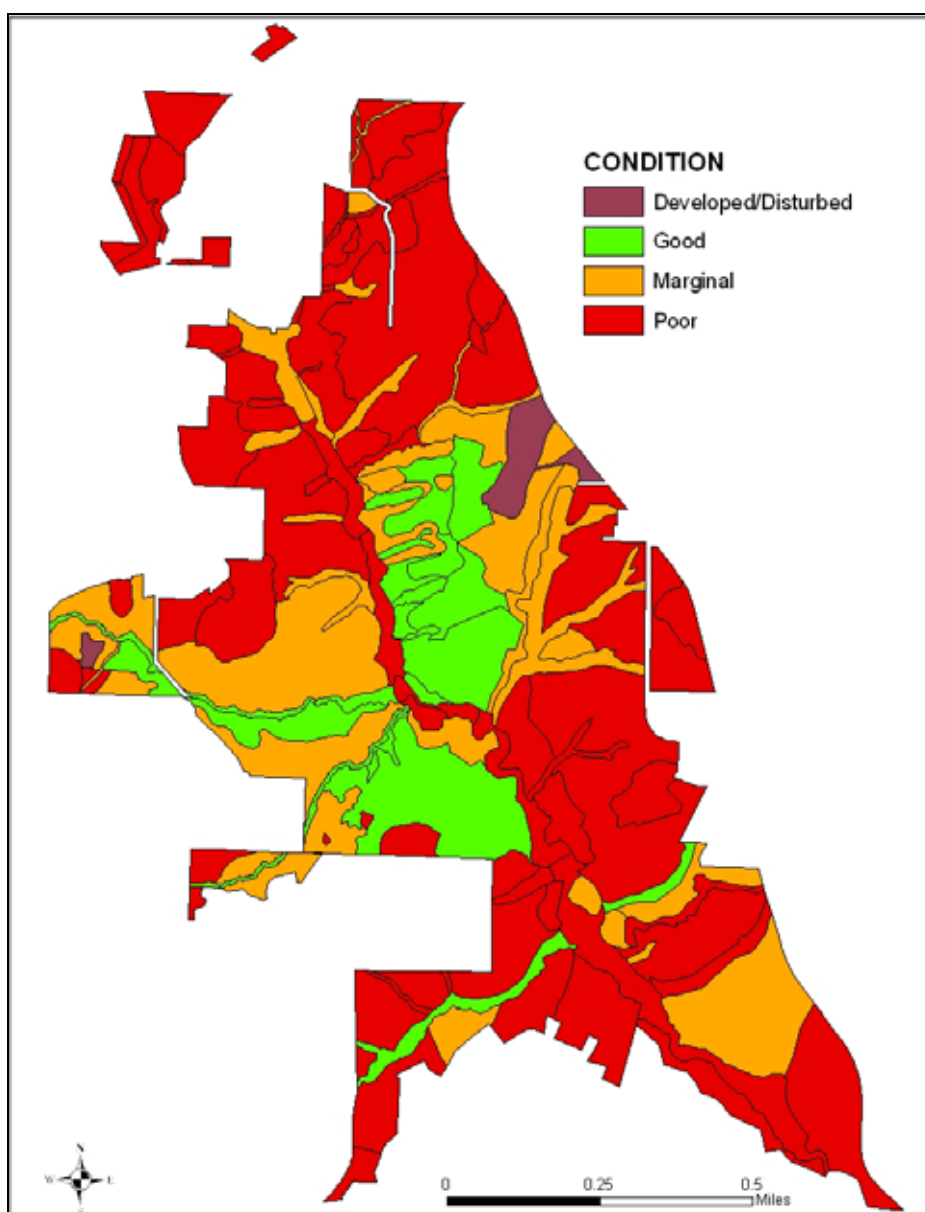 CONDITION
Developed/Disturbed
Good
Marginal
Poor
N
W E
S
0 0.25 0.5
Miles